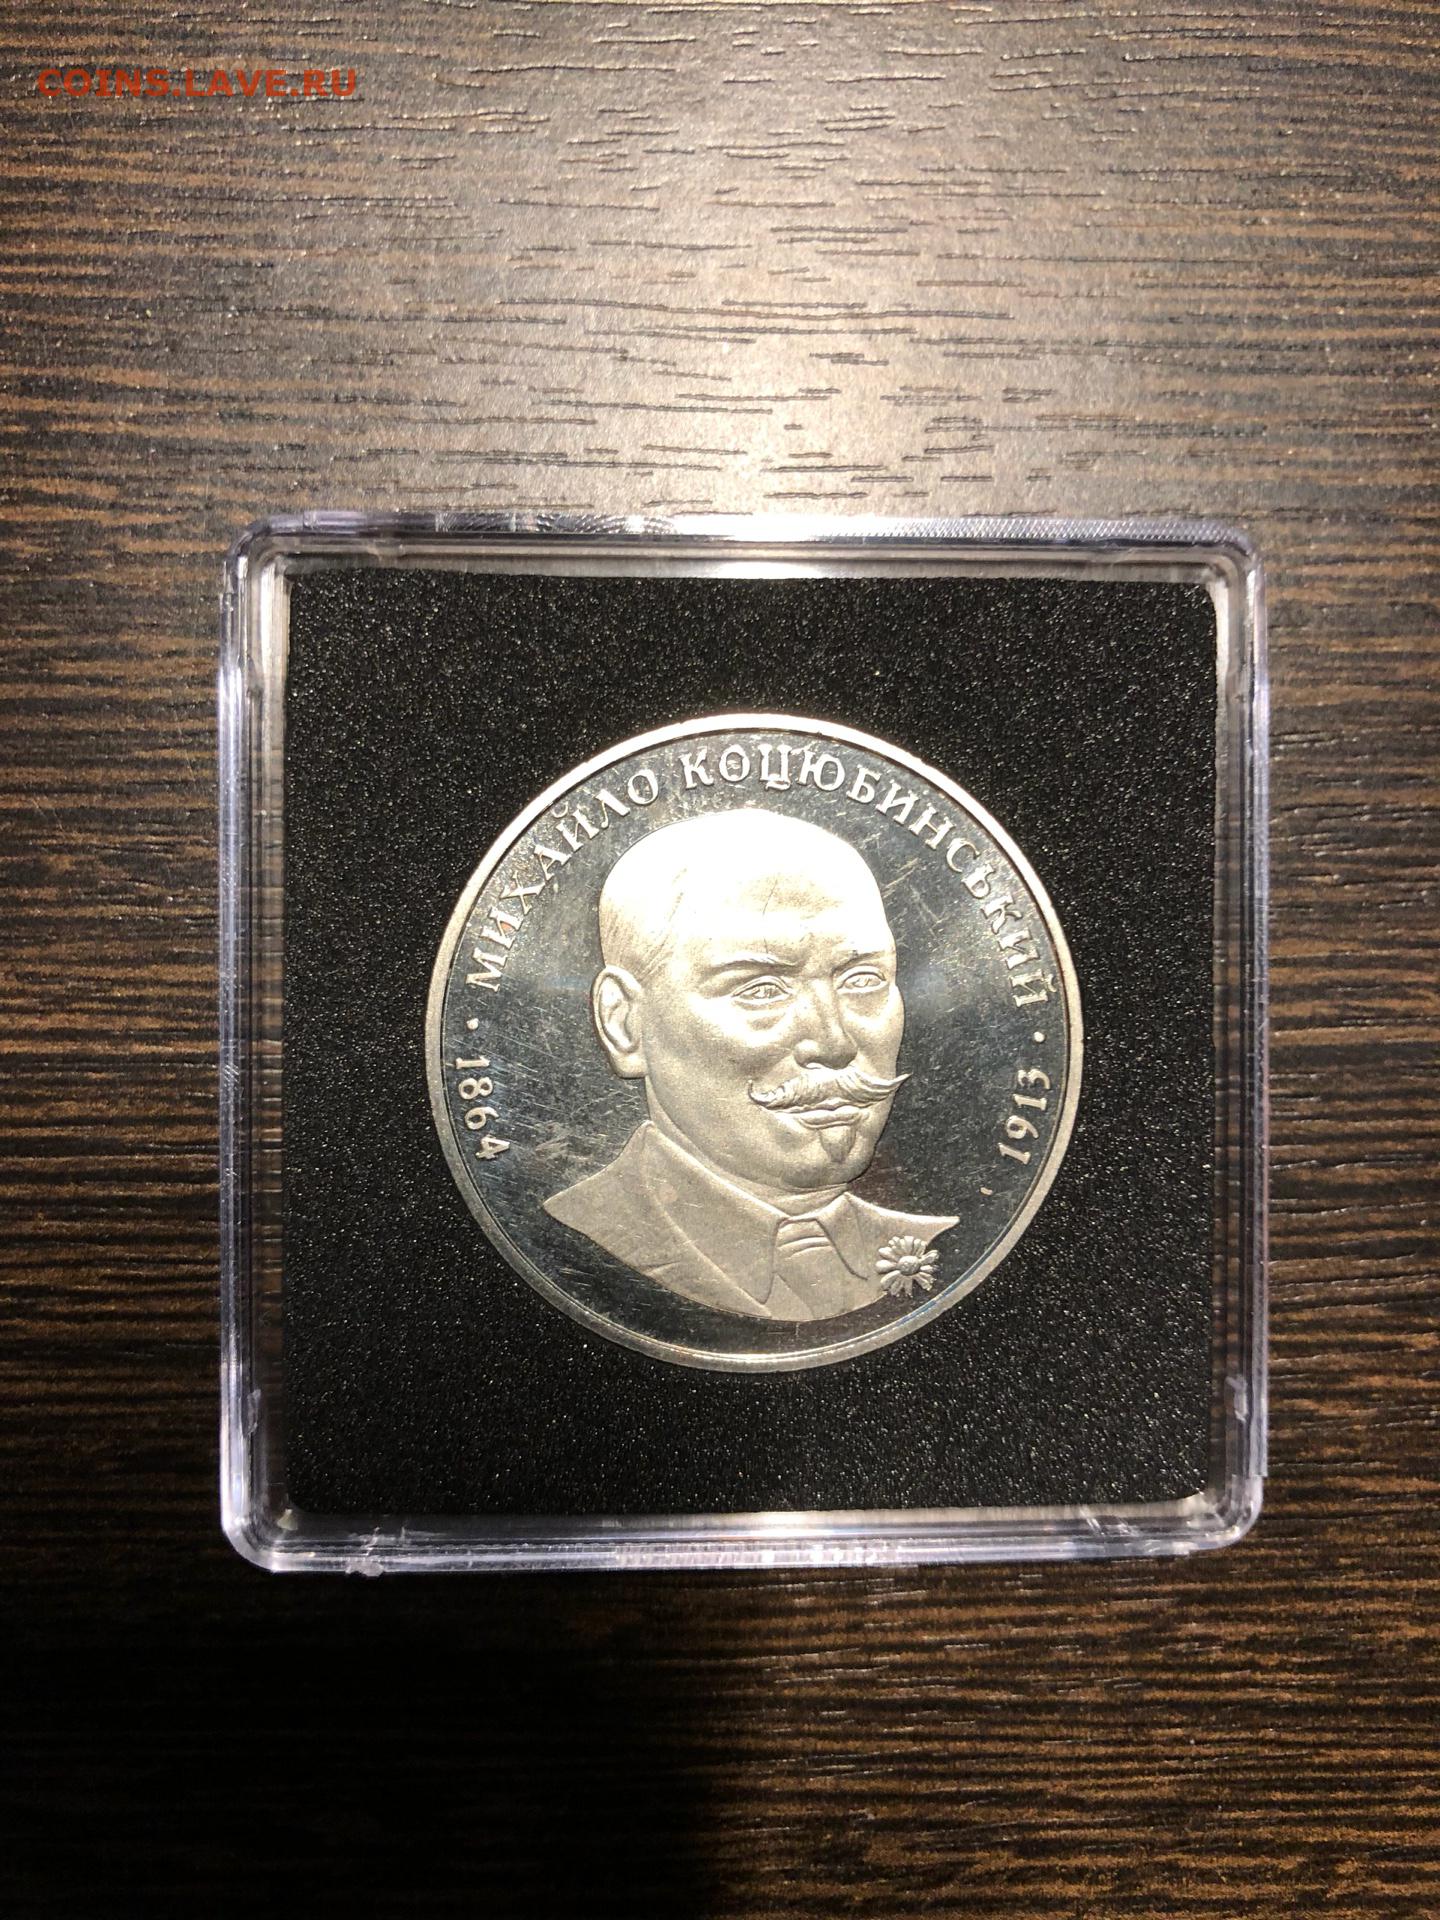 COINS.LAVE.RU
МИХАЙЛО КОЦЮБИНСЬКИЙ
1864
1913